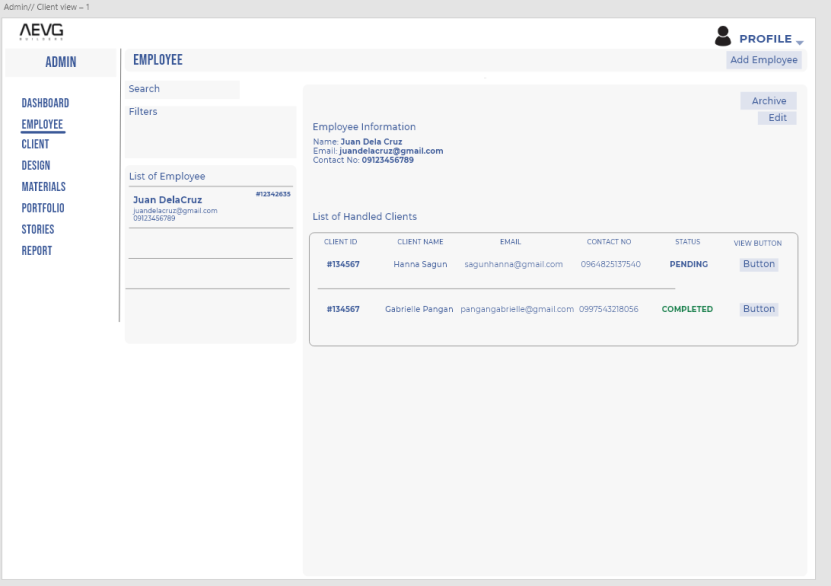 Admin// Client view – 1
AEVG
BUILDERS
PROFILE
ADMIN
EMPLOYEE
Add Employee
DASHBOARD
EMPLOYEE
CLIENT
DESIGN
MATERIALS
PORTFOLIO
STORIES
REPORT
Search
Filters
List of Employee
#12342635
Juan DelaCruz
juandelacruz@gmail.com
09123456789
Archive
Edit
Employee Information
Name: Juan Dela Cruz
Email: juandelacruz@gmail.com
Contact No: 09123456789
List of Handled Clients
CLIENT ID CLIENT NAME EMAIL CONTACT NO STATUS VIEW BUTTON
#134567 Hanna Sagun sagunhanna@gmail.com 0964825137540 PENDING Button
#134567 Gabrielle Pangan pangangabrielle@gmail.com 0997543218056 COMPLETED Button